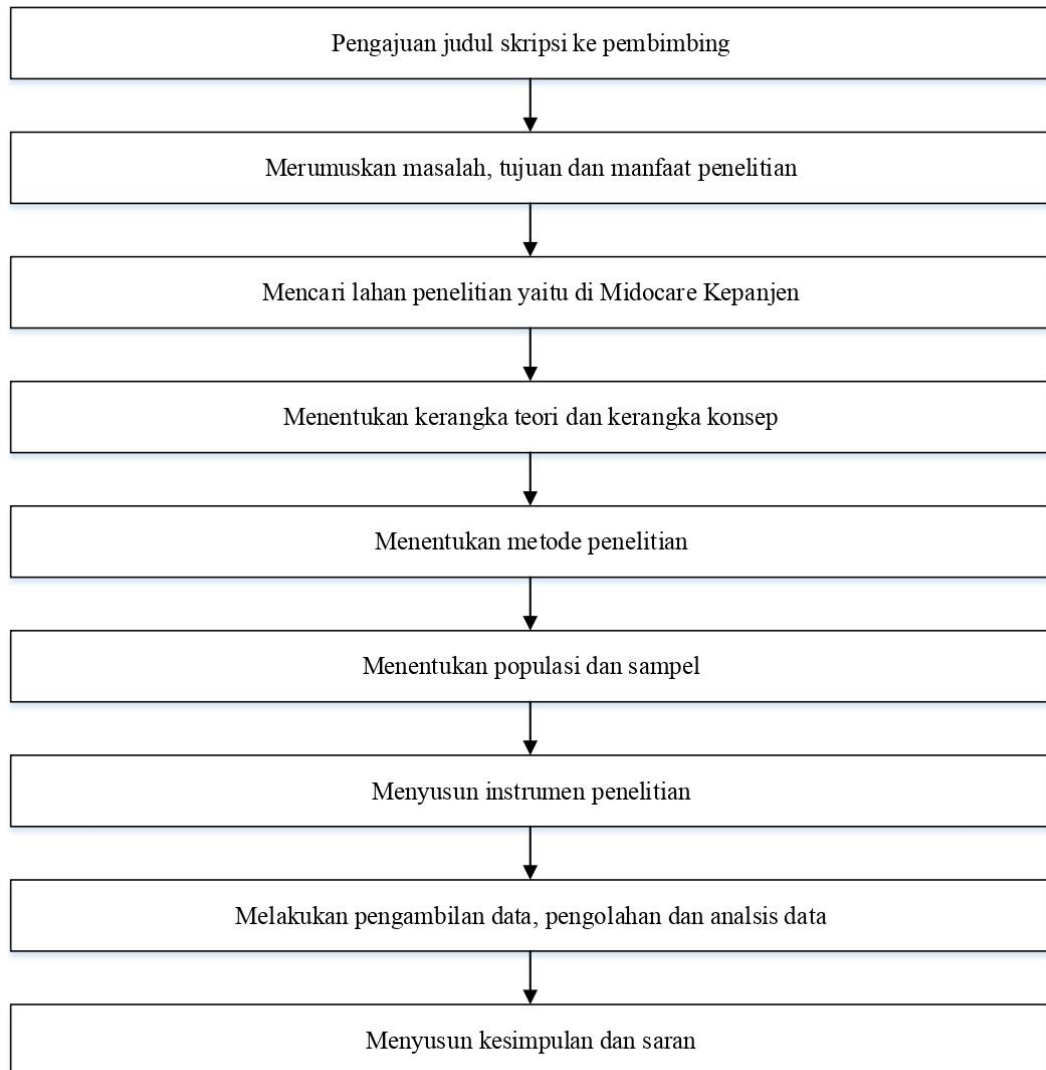 Pengajuan judul skripsi ke pembimbing
Merumuskan masalah, tujuan dan manfaat penelitian
Mencari lahan penelitian yaitu di Midocare Kepanjen
Menentukan kerangka teori dan kerangka konsep
Menentukan metode penelitian
Menentukan populasi dan sampel
Menyusun instrumen penelitian
Melakukan pengambilan data, pengolahan dan analsis data
Menyusun kesimpulan dan saran